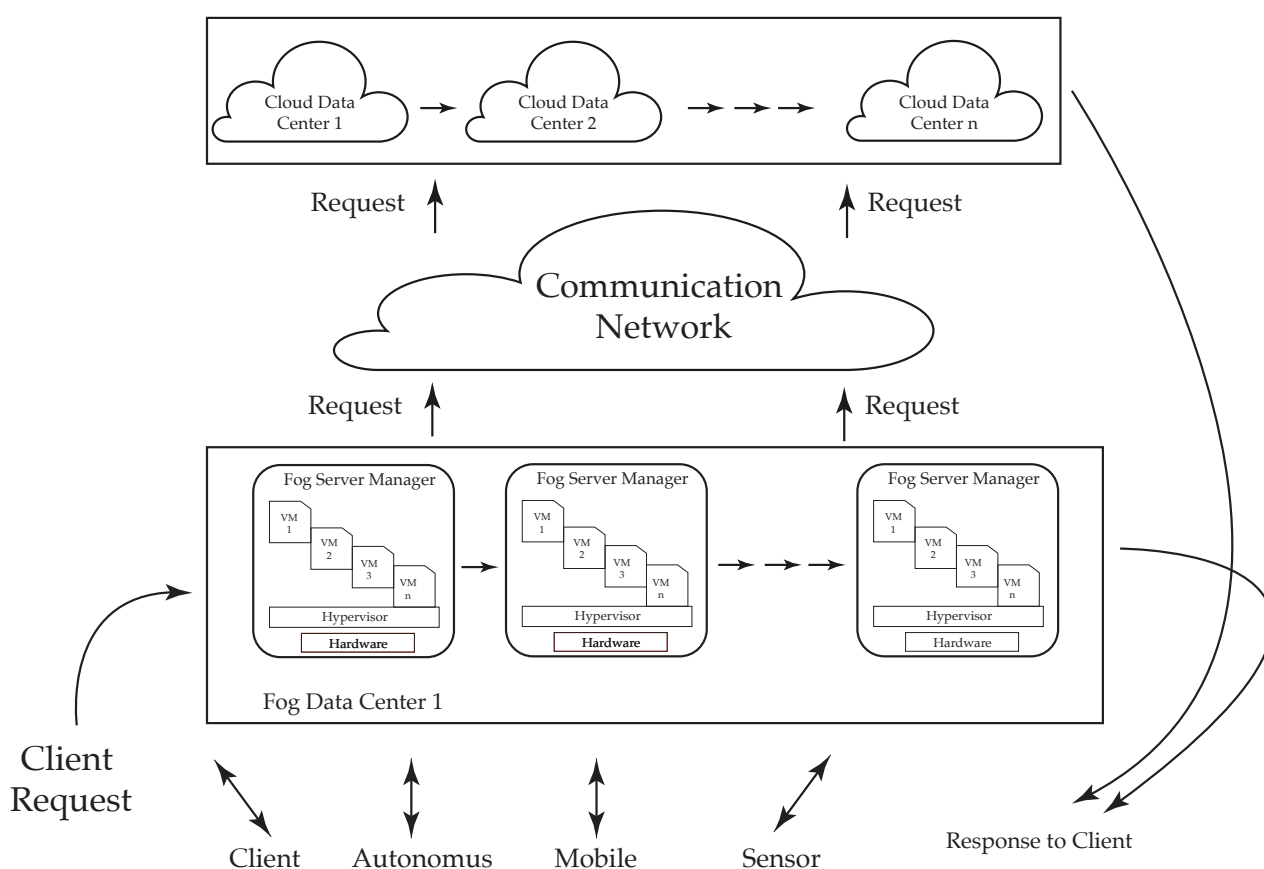 Cloud Data
Center 1
Cloud Data
Center 2
Cloud Data
Center n
Request
Request
Communication
Network
Request
Request
Fog Server Manager
VM
1
VM
2
VM
3
VM
n
Hypervisor
Hardware
Fog Server Manager
VM
1
VM
2
VM
3
VM
n
Hypervisor
Hardware
Fog Server Manager
VM
1
VM
2
VM
3
VM
n
Hypervisor
Hardware
Fog Data Center 1
Client
Request
Client
Autonomus
Mobile
Sensor
Response to Client